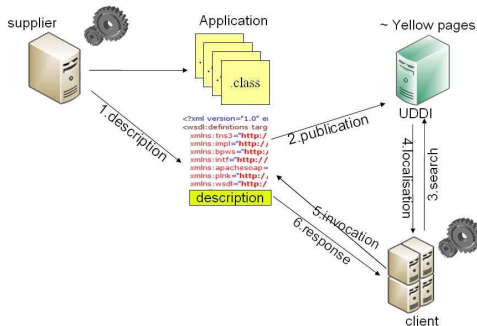 supplier
Application
~ Yellow pages
.class
UDDI
1.description
<?xml version="1.0" e
<wsdl:definitions targ
xmlns:tns3="http:/
xmlns:impl="http:/
xmlns:bpws="http:/
xmlns:intf="http:/
xmlns:apachesoap=
xmlns:plnk="http:/
xmlns:wsdl="http:/
description
2.publication
4.localisation
3.search
5.invocation
6.response
client